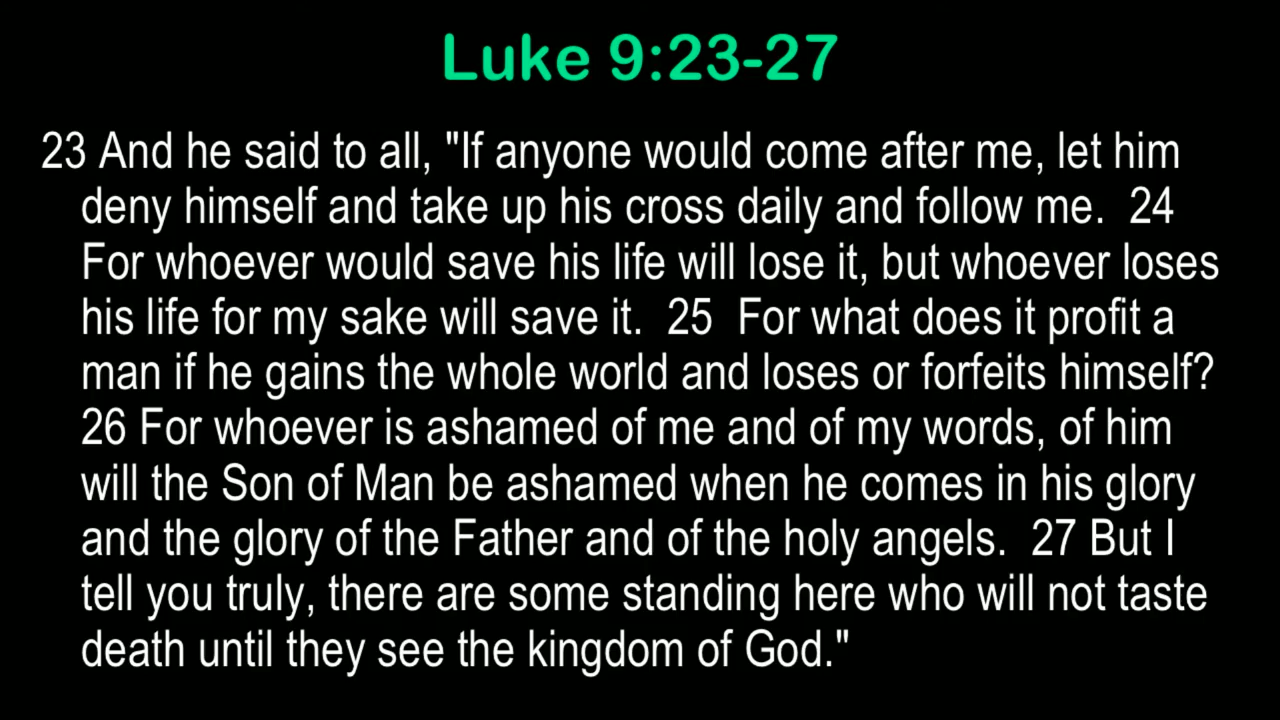 Luke 9:23-27
23 And he said to all, "If anyone would come after me, let him
deny himself and take up his cross daily and follow me.  24
For whoever would save his life will lose it, but whoever loses
his life for my sake will save it.  25  For what does it profit a
man if he gains the whole world and loses or forfeits himself?
26 For whoever is ashamed of me and of my words, of him
will the Son of Man be ashamed when he comes in his glory
and the glory of the Father and of the holy angels.  27 But I
tell you truly, there are some standing here who will not taste
death until they see the kingdom of God."